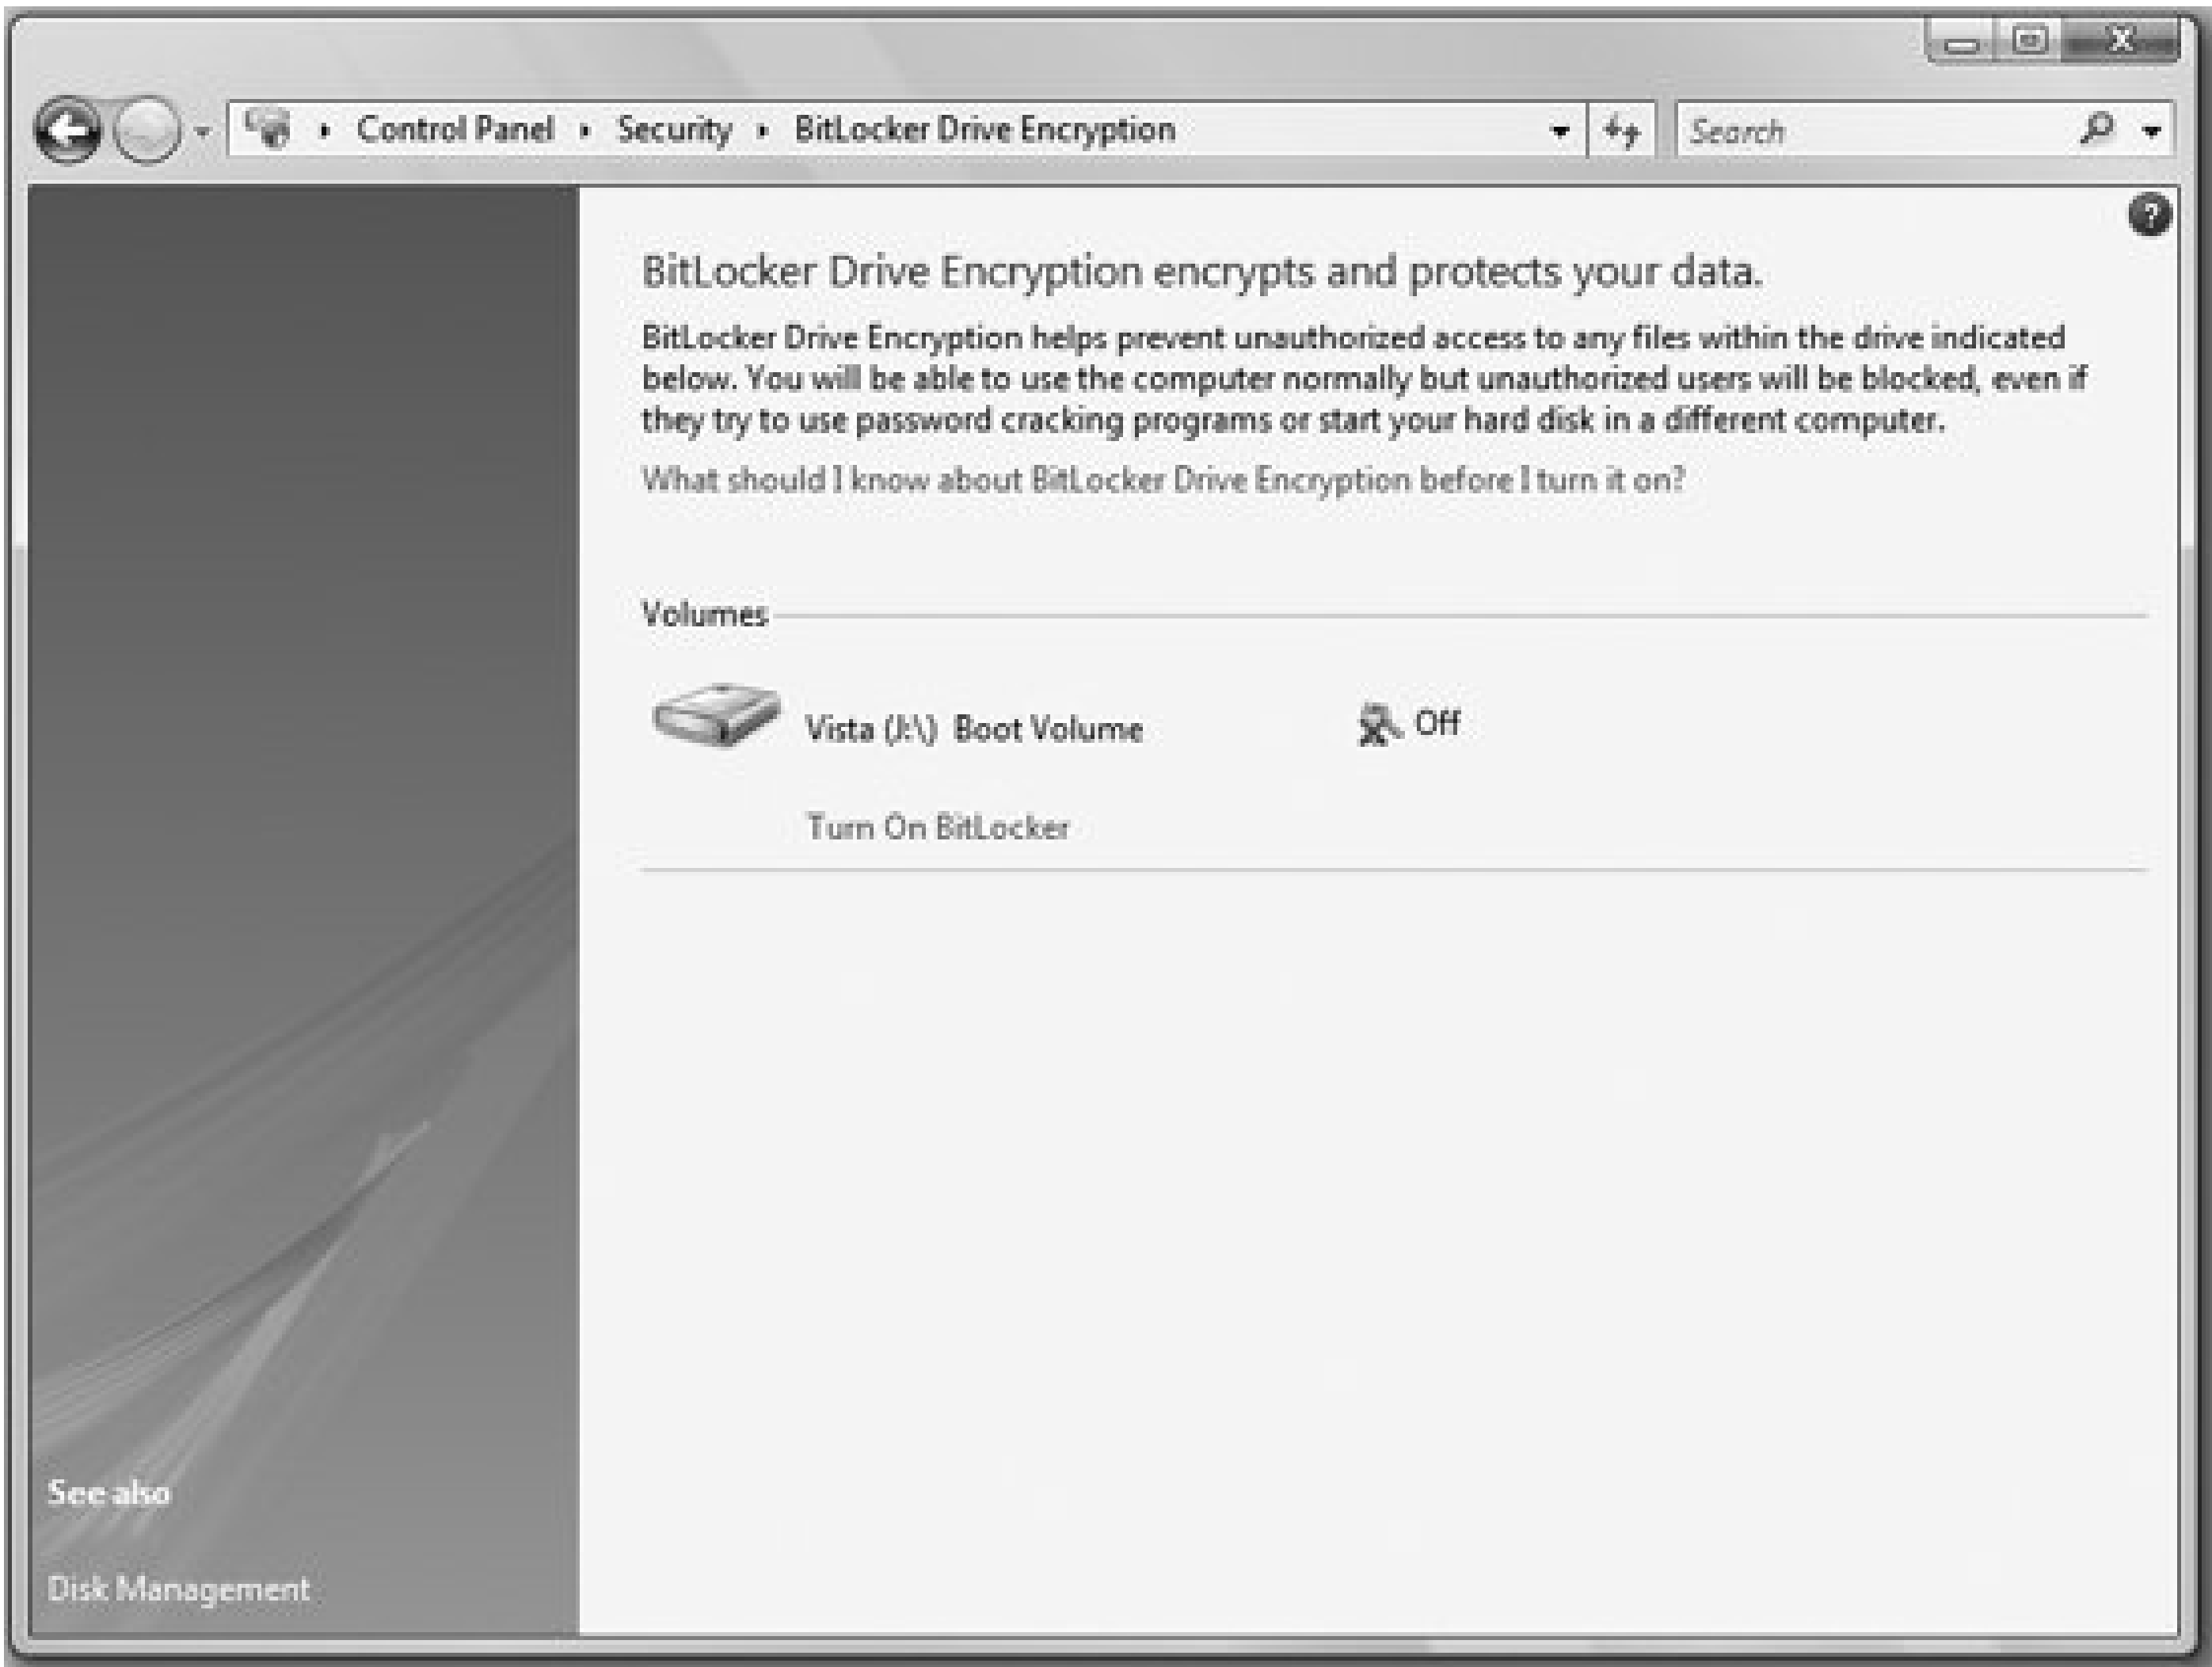 Control Panel Security BitLocker Drive Encryption
Search
?
BitLocker Drive Encryption encrypts and protects your data.
BitLocker Drive Encryption helps prevent unauthorized access to any files within the drive indicated
below. You will be able to use the computer normally but unauthorized users will be blocked, even if
they try to use password cracking programs or start your hard disk in a different computer.
What should I know about BitLocker Drive Encryption before I turn it on?
Volumes
Vista (J:\) Boot Volume
Off
Turn On BitLocker
See also
Disk Management